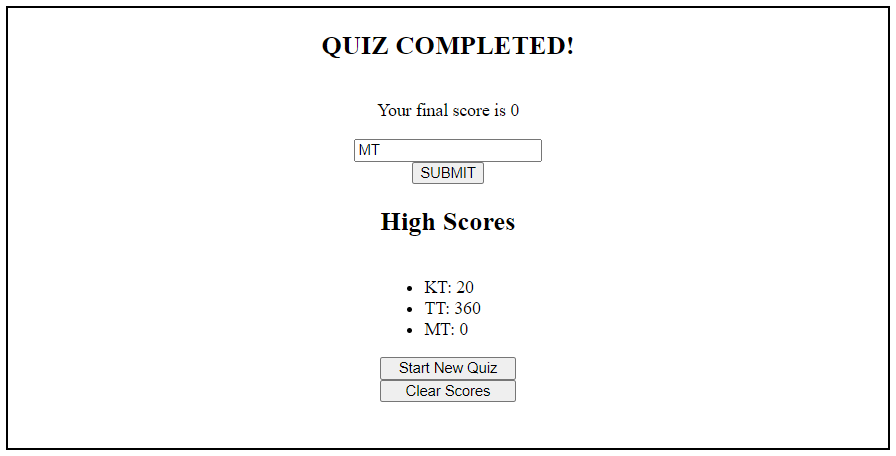 QUIZ COMPLETED!
Your final score is 0
MT
SUBMIT
High Scores
KT: 20
TT: 360
MT: 0
Start New Quiz
Clear Scores